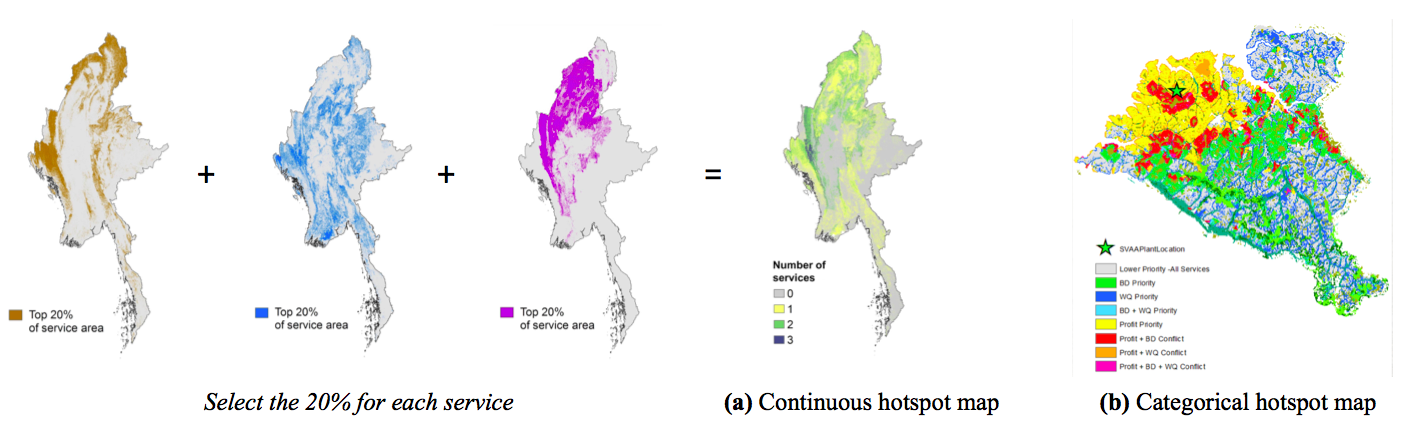 +
+
=
Top 20%
of service area
Top 20%
of service area
Top 20%
of service area
Number of
services
0
1
2
3
SVAAPlantLocation
Lower Priority -All Services
BD Priority
WQ Priority
BD + WQ Priority
Profit Priority
Profit + BD Conflict
Profit + WQ Conflict
Profit + BD + WQ Conflict
Select the 20% for each service
(a) Continuous hotspot map
(b) Categorical hotspot map